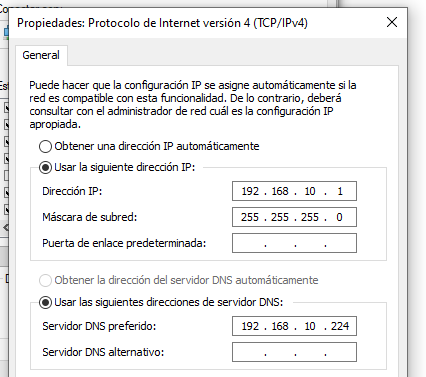 Propiedades: Protocolo de Internet versión 4 (TCP/IPv4)
General
Puede hacer que la configuración IP se asigne automáticamente si la
red es compatible con esta funcionalidad. De lo contrario, deberá
consultar con el administrador de red cuál es la configuración IP
apropiada.
Obtener una dirección IP automáticamente
Usar la siguiente dirección IP:
Dirección IP: 192 . 168 . 10 . 1
Máscara de subred: 255 . 255 . 255 . 0
Puerta de enlace predeterminada: . . .
Obtener la dirección del servidor DNS automáticamente
Usar las siguientes direcciones de servidor DNS:
Servidor DNS preferido: 192 . 168 . 10 . 224
Servidor DNS alternativo: . . .